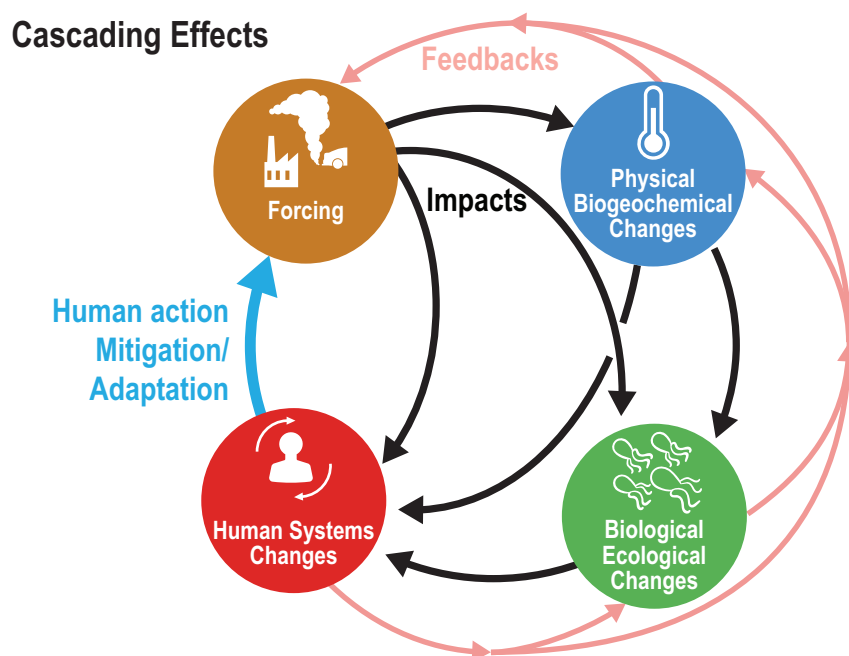 Cascading Effects
Feedbacks
Forcing
Impacts
Physical
Biogeochemical
Changes
Human action
Mitigation/
Adaptation
Human Systems
Changes
Biological
Ecological
Changes